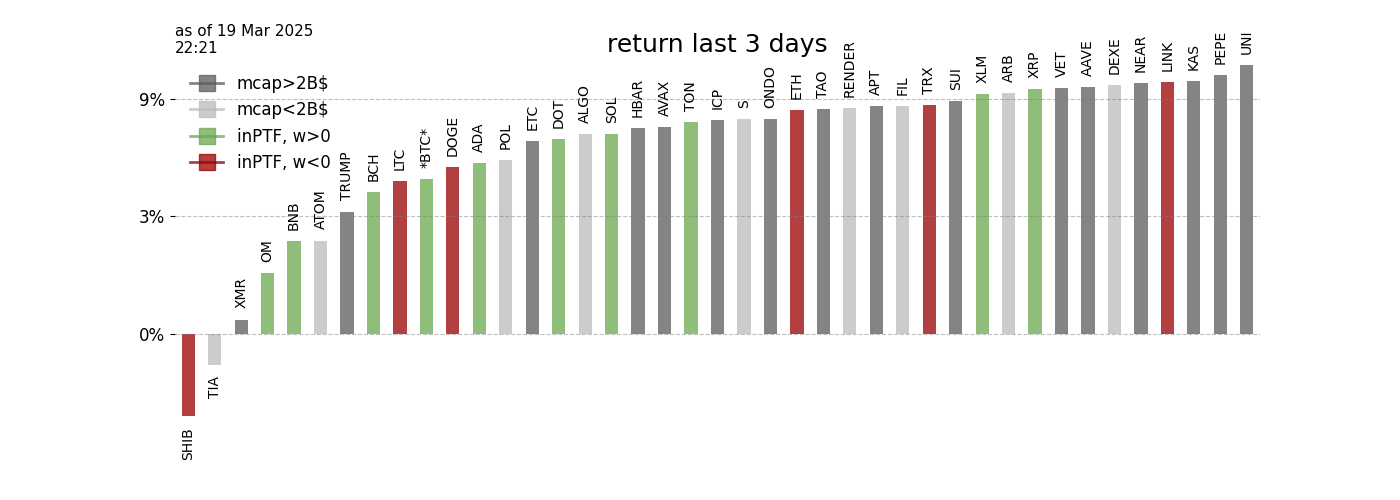 as of 19 Mar 2025
22:21
return last 3 days
mcap>2B$
mcap<2B$
inPTF, w>0
inPTF, w<0
9%
3%
0%
SHIB
TIA
XMR
OM
BNB
ATOM
TRUMP
BCH
LTC
*BTC*
DOGE
ADA
POL
ETC
DOT
ALGO
SOL
HBAR
AVAX
TON
ICP
S
ONDO
ETH
TAO
RENDER
APT
FIL
TRX
SUI
XLM
ARB
XRP
VET
AAVE
DEXE
NEAR
LINK
KAS
PEPE
UNI